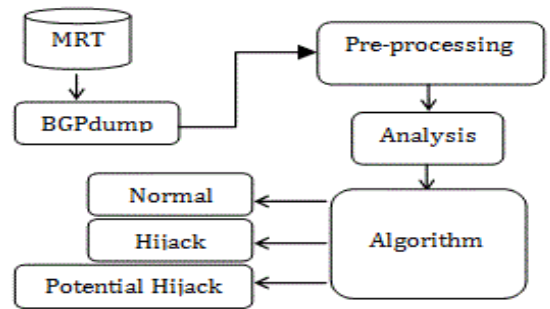 MRT
BGPdump
Pre-processing
Analysis
Algorithm
Normal
Hijack
Potential Hijack